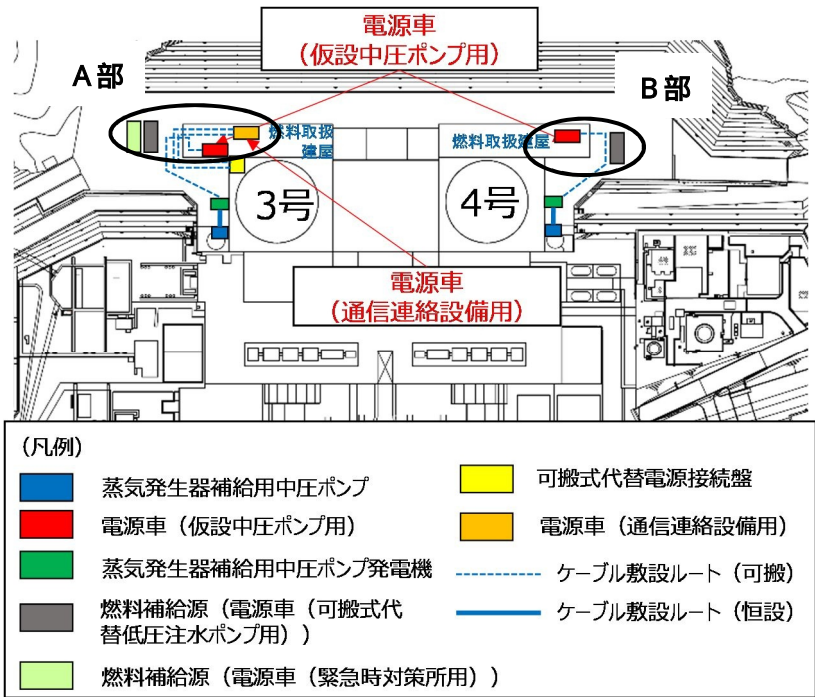 電源車
（仮設中圧ポンプ用）
A部
B部
燃料取扱
建屋
燃料取扱建屋
3号
4号
電源車
（通信連絡設備用）
（凡例）
蒸気発生器補給用中圧ポンプ
電源車（仮設中圧ポンプ用）
蒸気発生器補給用中圧ポンプ発電機
燃料補給源（電源車（可搬式代
替低圧注水ポンプ用））
燃料補給源（電源車（緊急時対策所用））
可搬式代替電源接続盤
電源車（通信連絡設備用）
ケーブル敷設ルート（可搬）
ケーブル敷設ルート（恒設）